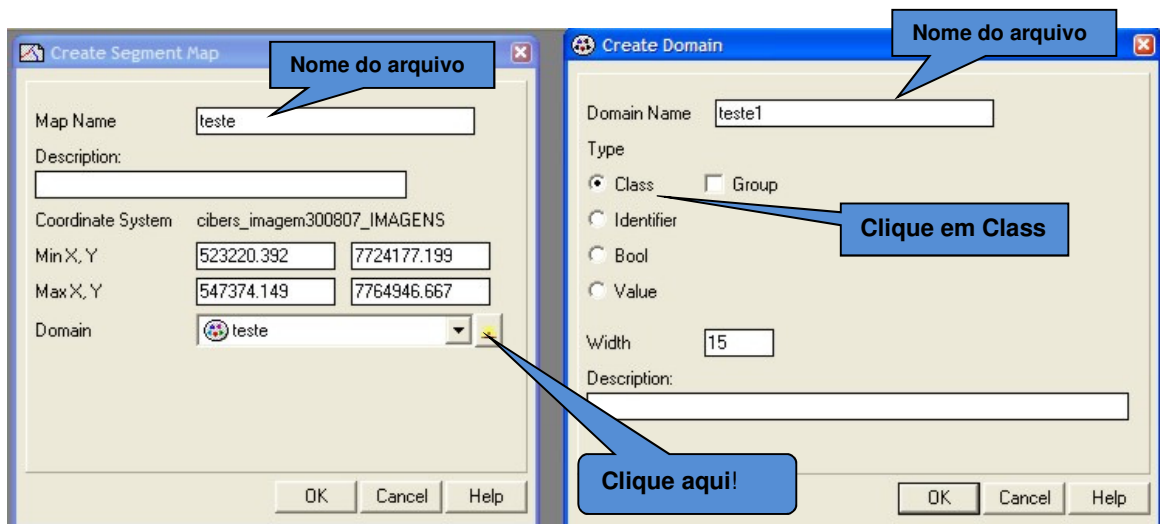 Create Segment Map
Nome do arquivo
Map Name teste
Description:
Coordinate System cibers_imagem300807_IMAGENS
Min X, Y 523220.392 7724177.199
Max X, Y 547374.149 7764946.667
Domain teste
Clique aqui!
OK Cancel Help
Create Domain
Nome do arquivo
Domain Name teste1
Type
Class Group
Clique em Class
Identifier
Bool
Value
Width 15
Description:
OK Cancel Help